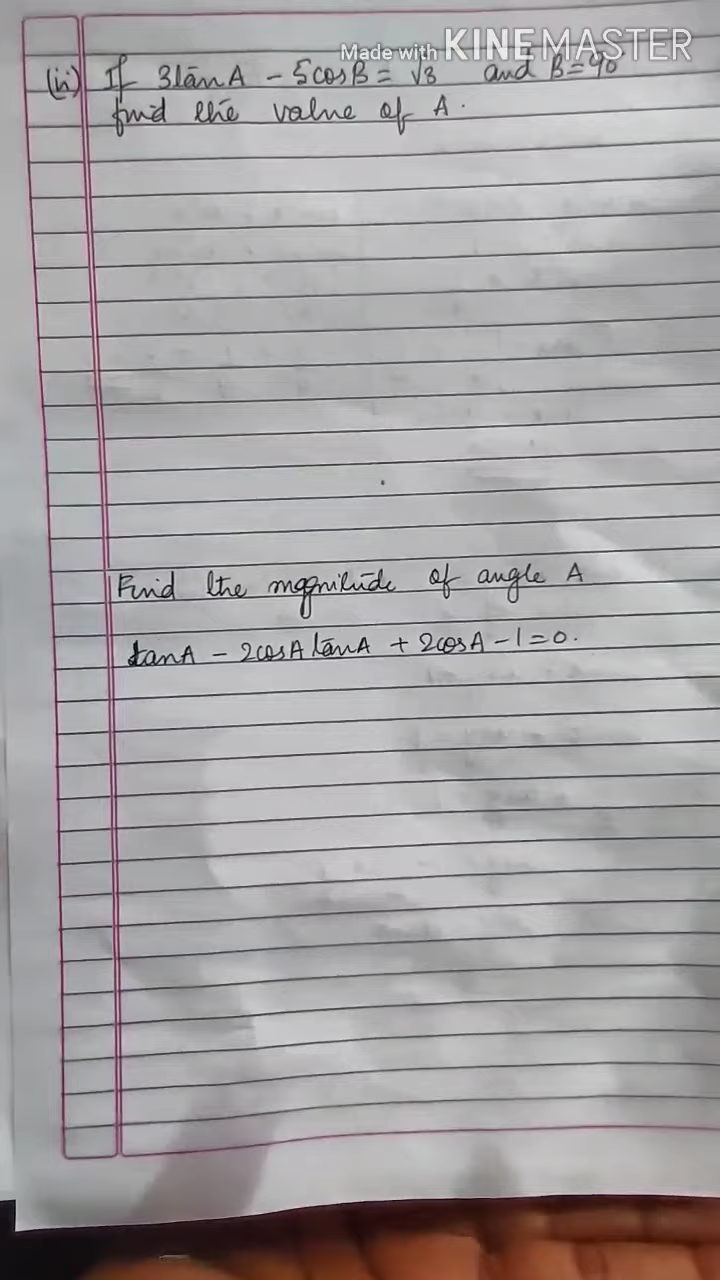 Made with KINEMASTER
(ii) If 3tanA - 5cosB = √3 and B=90°
find the value of A.
Find the magnitude of angle A
tanA - 2cosA tanA + 2cosA - 1 = 0.